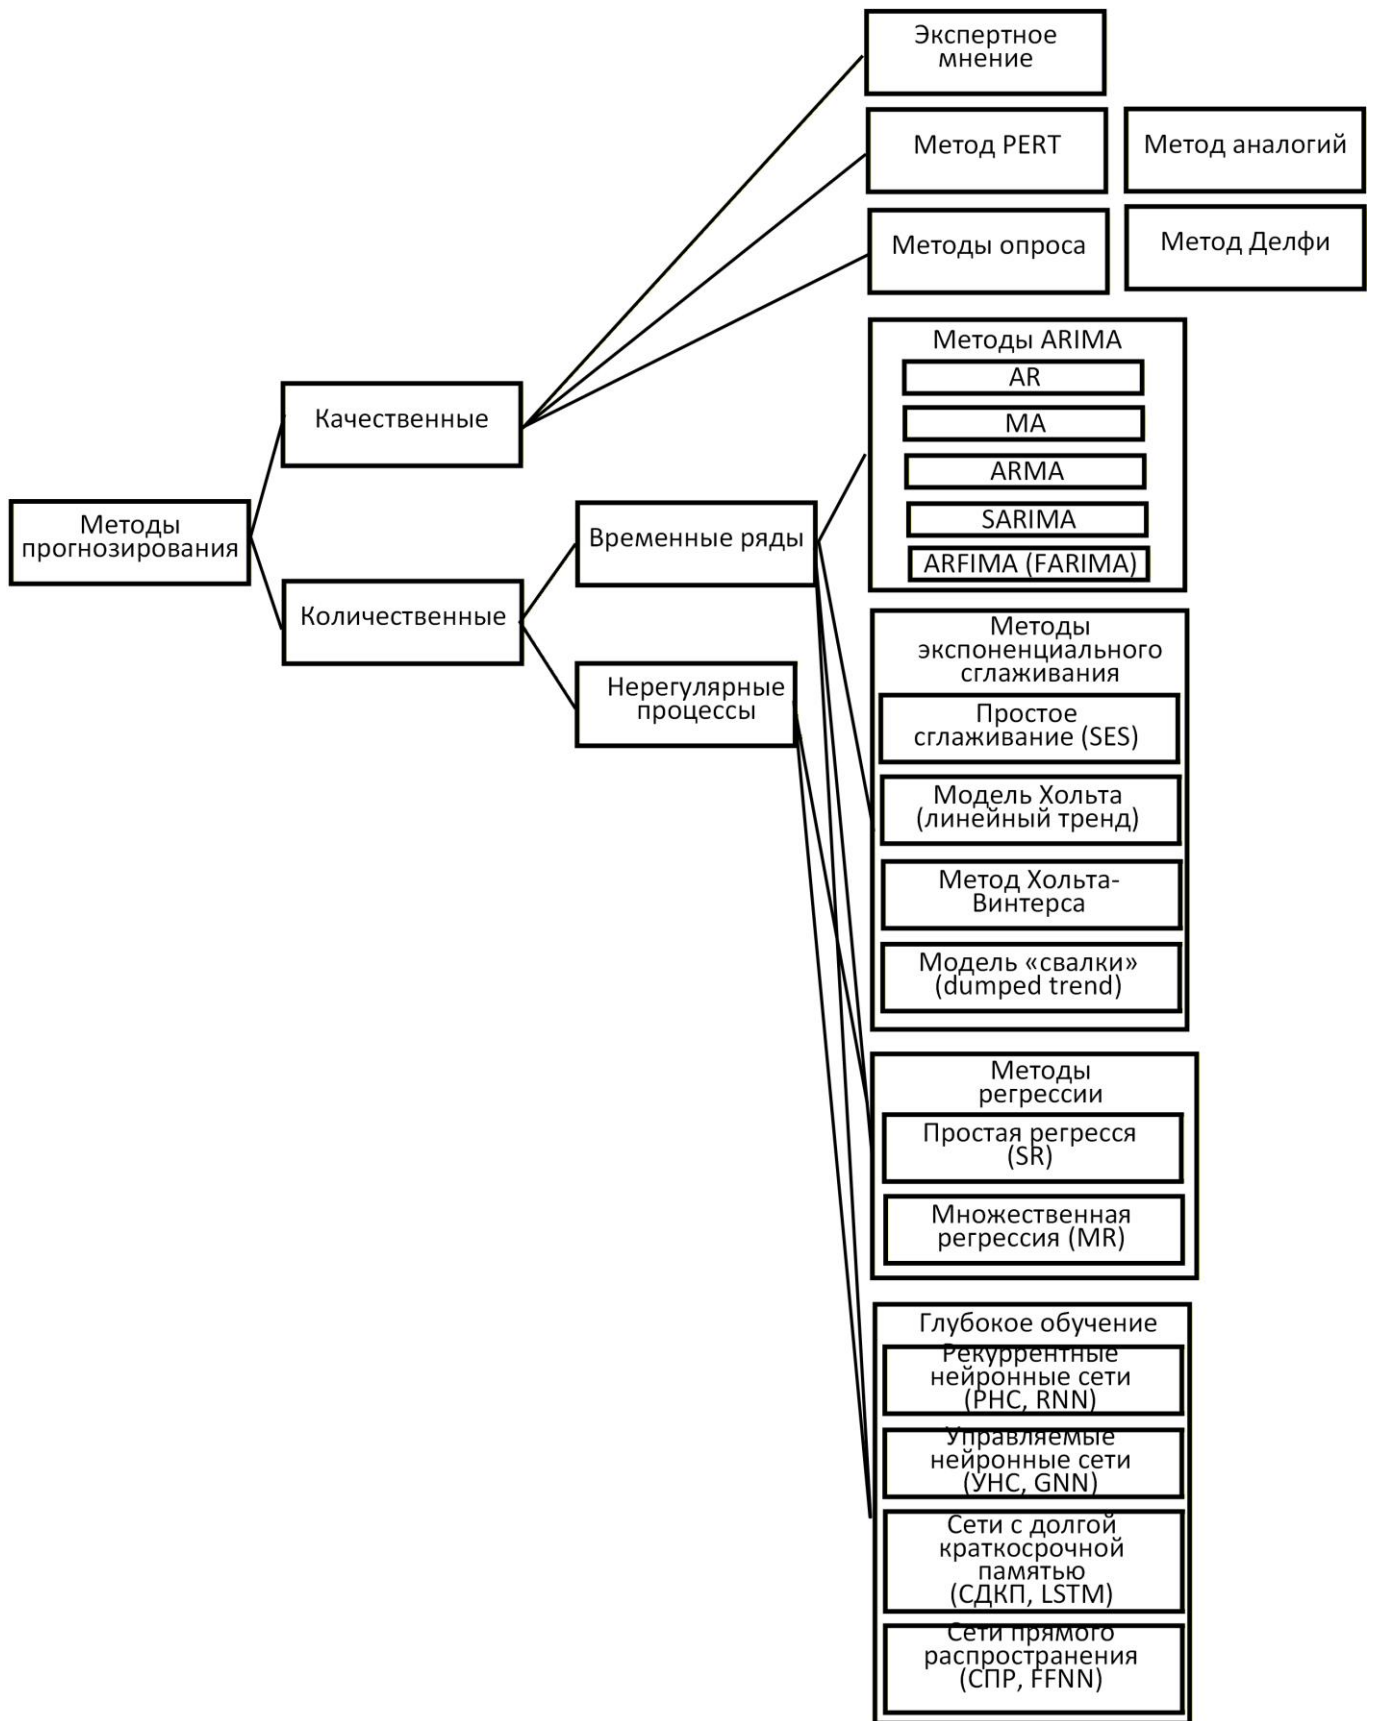 Экспертное
мнение
Метод PERT
Метод аналогий
Методы опроса
Метод Делфи
Методы ARIMA
AR
MA
ARMA
SARIMA
ARFIMA (FARIMA)
Качественные
Методы
прогнозирования
Временные ряды
Количественные
Нерегулярные
процессы
Методы
экспоненциального
сглаживания
Простое
сглаживание (SES)
Модель Хольта
(линейный тренд)
Метод Хольта-
Винтерса
Модель «свалки»
(dumped trend)
Методы
регрессии
Простая регресся
(SR)
Множественная
регрессия (MR)
Глубокое обучение
Рекуррентные
нейронные сети
(РНС, RNN)
Управляемые
нейронные сети
(УНС, GNN)
Сети с долгой
краткосрочной
памятью
(СДКП, LSTM)
Сети прямого
распространения
(СПР, FFNN)